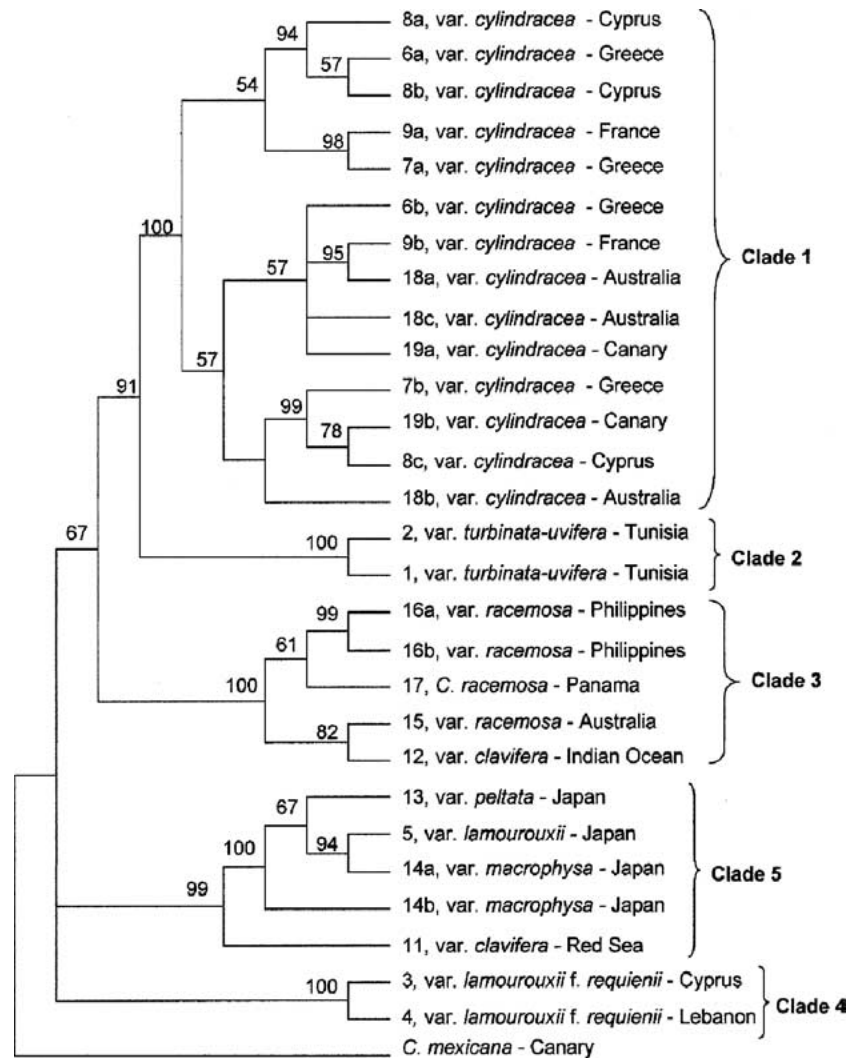 94
8a, var. cylindracea - Cyprus
6a, var. cylindracea - Greece
57
8b, var. cylindracea - Cyprus
54
9a, var. cylindracea - France
98
7a, var. cylindracea - Greece
6b, var. cylindracea - Greece
100
9b, var. cylindracea - France
95
57
Clade 1
18a, var. cylindracea - Australia
18c, var. cylindracea - Australia
19a, var. cylindracea - Canary
57
91
7b, var. cylindracea - Greece
99
19b, var. cylindracea - Canary
78
8c, var. cylindracea - Cyprus
18b, var. cylindracea - Australia
67
2, var. turbinata-uvifera - Tunisia
100
Clade 2
1, var. turbinata-uvifera - Tunisia
16a, var. racemosa - Philippines
99
16b, var. racemosa - Philippines
61
17, C. racemosa - Panama
100
Clade 3
15, var. racemosa - Australia
82
12, var. clavifera - Indian Ocean
13, var. peltata - Japan
67
5, var. lamourouxii - Japan
100
94
14a, var. macrophysa - Japan
Clade 5
99
14b, var. macrophysa - Japan
11, var. clavifera - Red Sea
3, var. lamourouxii f. requienii - Cyprus
100
Clade 4
4, var. lamourouxii f. requienii - Lebanon
C. mexicana - Canary